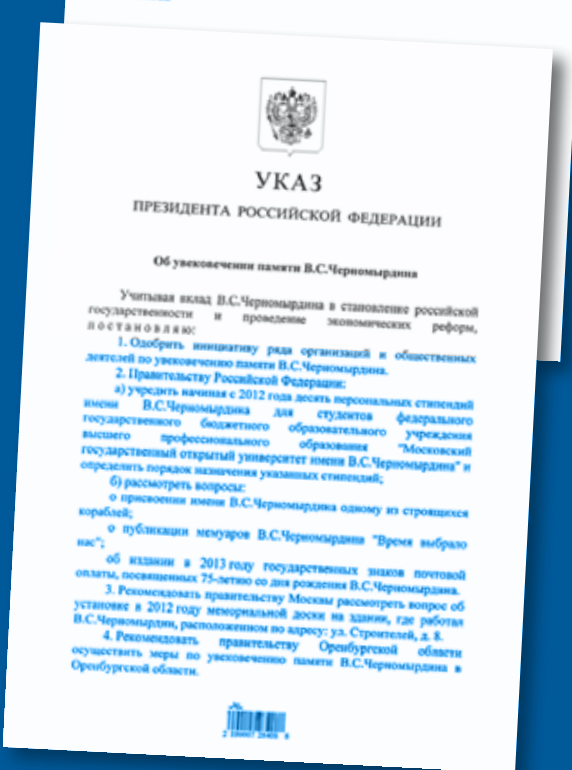 УКАЗ
ПРЕЗИДЕНТА РОССИЙСКОЙ ФЕДЕРАЦИИ
Об увековечении памяти В.С.Черномырдина
Учитывая вклад В.С.Черномырдина в становление российской
государственности и проведение экономических реформ,
постановляю:
1. Одобрить инициативу ряда организаций и общественных
деятелей по увековечению памяти В.С.Черномырдина.
2. Правительству Российской Федерации:
а) учредить начиная с 2012 года десять персональных стипендий
имени В.С.Черномырдина для студентов федерального
государственного бюджетного образовательного учреждения
высшего профессионального образования "Московский
государственный открытый университет имени В.С.Черномырдина" и
определить порядок назначения указанных стипендий;
б) рассмотреть вопросы:
о присвоении имени В.С.Черномырдина одному из строящихся
кораблей;
о публикации мемуаров В.С.Черномырдина "Время выбрало
нас";
об издании в 2013 году государственных знаков почтовой
оплаты, посвященных 75-летию со дня рождения В.С.Черномырдина.
3. Рекомендовать правительству Москвы рассмотреть вопрос об
установке в 2012 году мемориальной доски на здании, где работал
В.С.Черномырдин, расположенном по адресу: ул. Строителей, д. 8.
4. Рекомендовать правительству Оренбургской области
осуществить меры по увековечению памяти В.С.Черномырдина в
Оренбургской области.